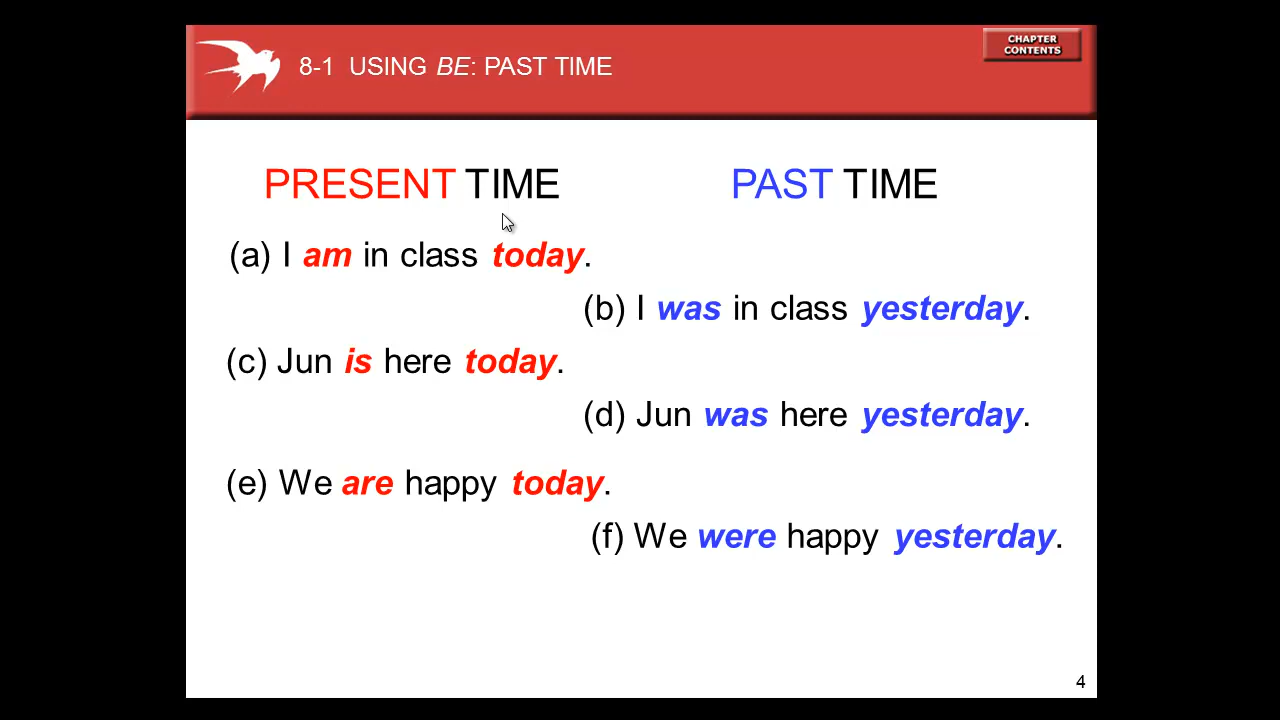 CHAPTER
CONTENTS
8-1 USING BE: PAST TIME
PRESENT TIME
PAST TIME
(a) I am in class today.
(b) I was in class yesterday.
(c) Jun is here today.
(d) Jun was here yesterday.
(e) We are happy today.
(f) We were happy yesterday.
4